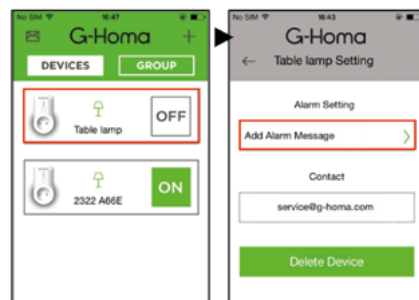 No SIM 16:47
G-Homa
DEVICES GROUP
Table lamp
OFF
2322 A66E
ON
No SIM 16:43
G-Homa
Table lamp Setting
Alarm Setting
Add Alarm Message
Contact
service@g-homa.com
Delete Device